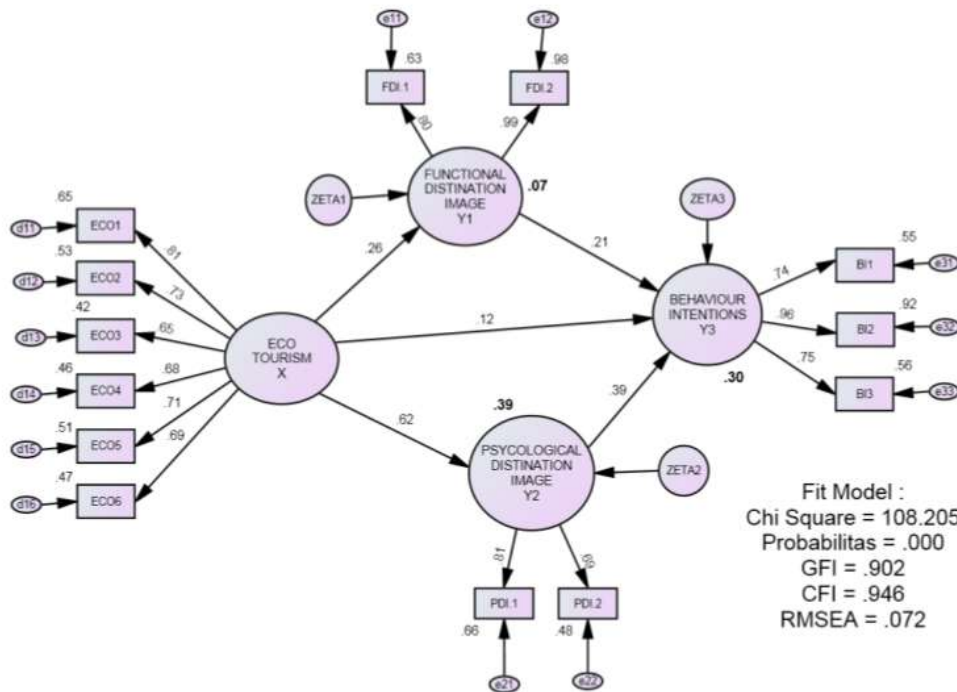 e11
e12
.63
.98
FDI.1
FDI.2
.80
.99
FUNCTIONAL
DISTINATION
IMAGE
Y1
.07
ZETA1
ZETA3
.65
d11
ECO1
.81
.53
d12
ECO2
.73
.42
d13
ECO3
.65
.46
d14
ECO4
.68
.51
d15
ECO5
.71
.47
d16
ECO6
.69
ECO
TOURISM
X
.26
.21
.12
.62
.39
BEHAVIOUR
INTENTIONS
Y3
.30
.74
BI1
.55
e31
.96
BI2
.92
e32
.75
BI3
.56
e33
.39
PSYCOLOGICAL
DISTINATION
IMAGE
Y2
ZETA2
.81
.69
PDI.1
PDI.2
.66
.48
e21
e22
Fit Model :
Chi Square = 108.205
Probabilitas = .000
GFI = .902
CFI = .946
RMSEA = .072